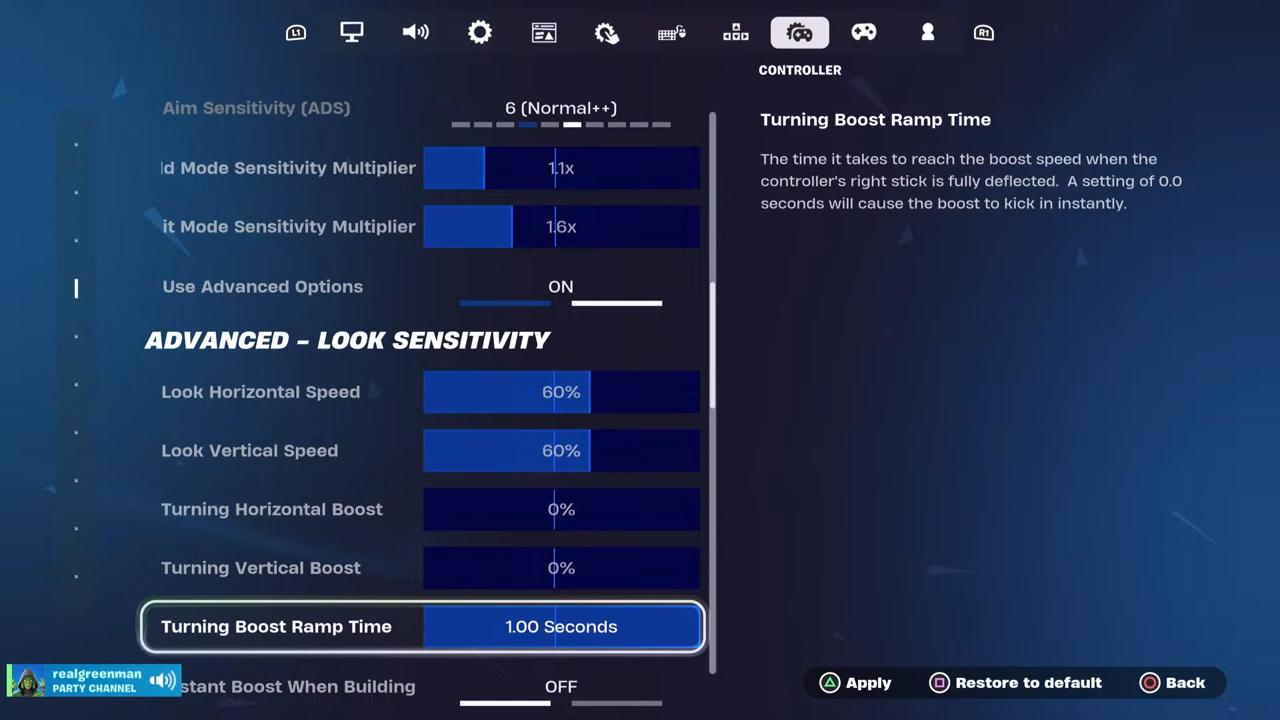 L1
R1
CONTROLLER
Aim Sensitivity (ADS) 6 (Normal++)
ld Mode Sensitivity Multiplier 1.1x
it Mode Sensitivity Multiplier 1.6x
Use Advanced Options ON
ADVANCED – LOOK SENSITIVITY
Look Horizontal Speed 60%
Look Vertical Speed 60%
Turning Horizontal Boost 0%
Turning Vertical Boost 0%
Turning Boost Ramp Time 1.00 Seconds
stant Boost When Building OFF
Turning Boost Ramp Time
The time it takes to reach the boost speed when the
controller's right stick is fully deflected. A setting of 0.0
seconds will cause the boost to kick in instantly.
realgreenman
PARTY CHANNEL
Apply Restore to default Back